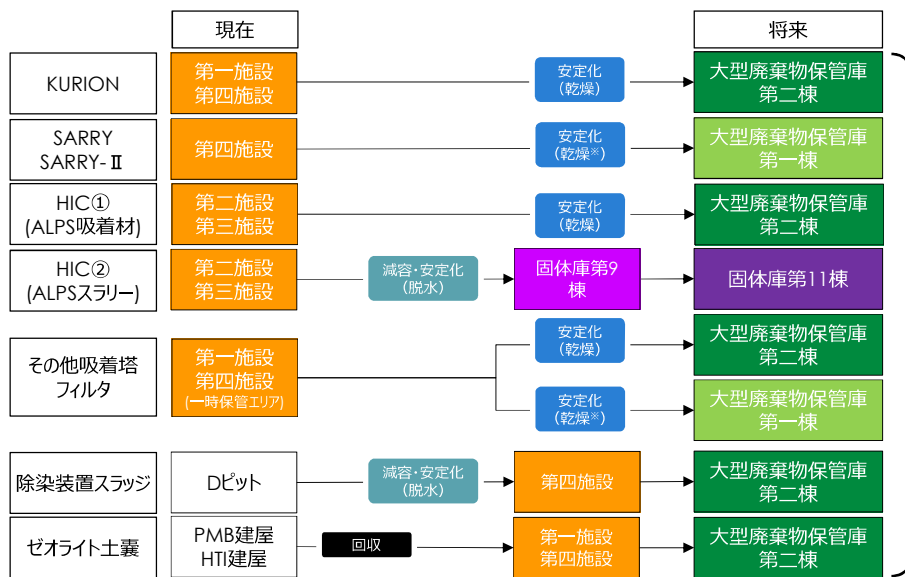 現在
将来
KURION
第一施設
第四施設
安定化
(乾燥)
大型廃棄物保管庫
第二棟
SARRY
SARRY-Ⅱ
第四施設
安定化
(乾燥※)
大型廃棄物保管庫
第一棟
HIC①
(ALPS吸着材)
第二施設
第三施設
安定化
(乾燥)
大型廃棄物保管庫
第二棟
HIC②
(ALPSスラリー)
第二施設
第三施設
減容・安定化
(脱水)
固体庫第9
棟
固体庫第11棟
その他吸着塔
フィルタ
第一施設
第四施設
(一時保管エリア)
安定化
(乾燥)
大型廃棄物保管庫
第二棟
安定化
(乾燥※)
大型廃棄物保管庫
第一棟
除染装置スラッジ
Dピット
減容・安定化
(脱水)
第四施設
大型廃棄物保管庫
第二棟
ゼオライト土嚢
PMB建屋
HTI建屋
回収
第一施設
第四施設
大型廃棄物保管庫
第二棟